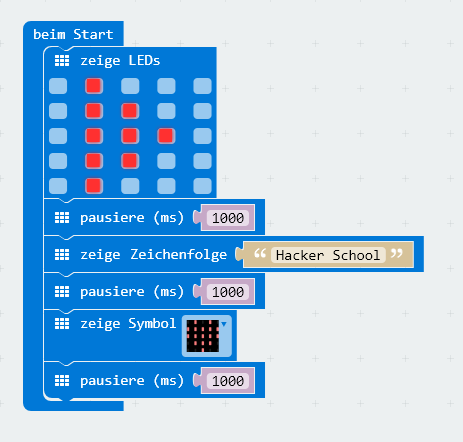 beim Start
zeige LEDs
pausiere (ms) 1000
zeige Zeichenfolge “ Hacker School ”
pausiere (ms) 1000
zeige Symbol
pausiere (ms) 1000